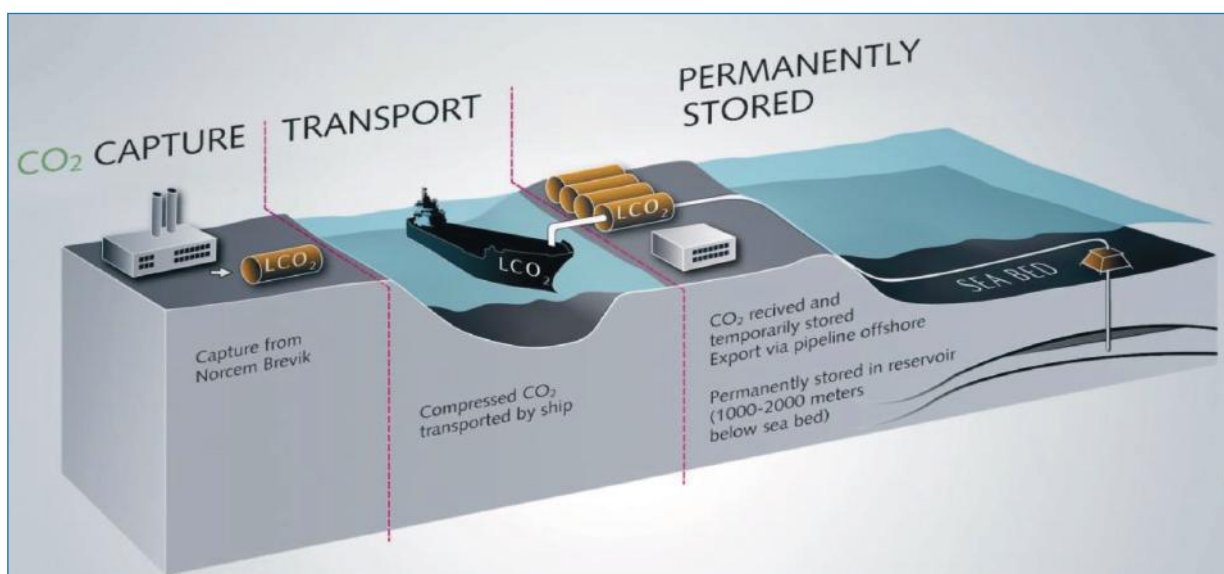 CO₂ CAPTURE
TRANSPORT
PERMANENTLY
STORED
LCO₂
LCO₂
LCO₂
SEA BED
Capture from
Norcem Brevik
Compressed CO₂
transported by ship
CO₂ recived and
temporarily stored
Export via pipeline offshore
Permanently stored in reservoir
(1000-2000 meters
below sea bed)